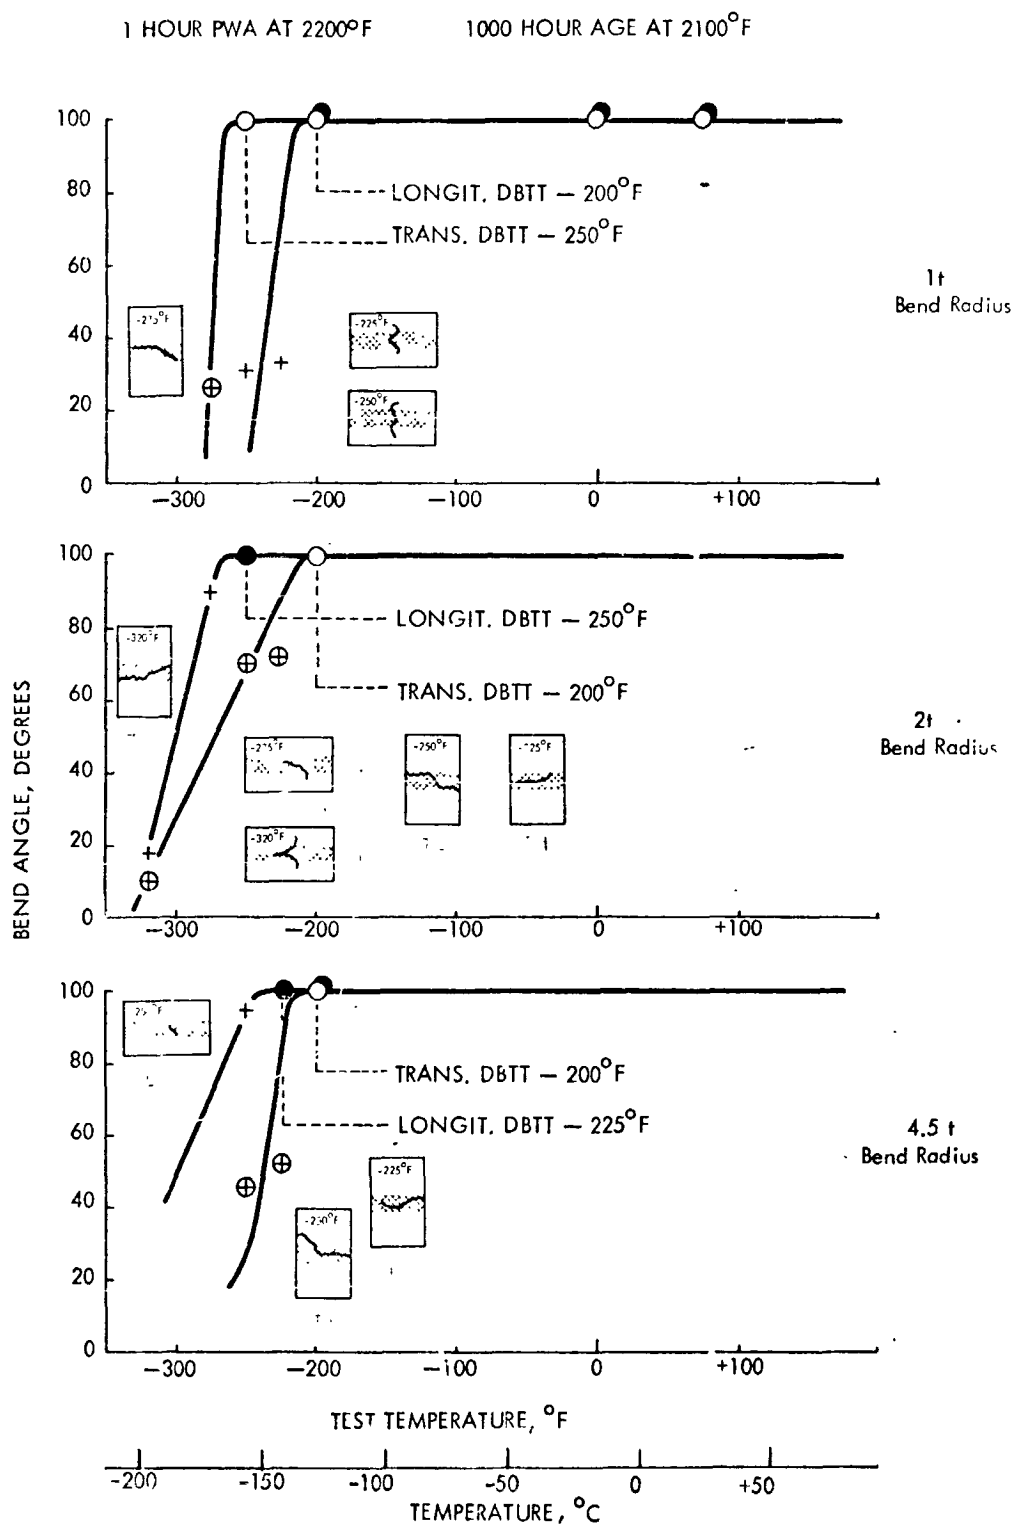 1 HOUR PWA AT 2200°F 1000 HOUR AGE AT 2100°F
100
80
60
40
20
0
LONGIT. DBTT – 200°F
TRANS. DBTT – 250°F
-225°F
-250°F
1t
Bend Radius
–300 –200 –100 0 +100
BEND ANGLE, DEGREES
100
80
60
40
20
0
LONGIT. DBTT – 250°F
TRANS. DBTT – 200°F
-320°F
-250°F
-320°F
2t
Bend Radius
–300 –200 –100 0 +100
100
80
60
40
20
0
TRANS. DBTT – 200°F
LONGIT. DBTT – 225°F
-225°F
4.5 t
Bend Radius
–300 –200 –100 0 +100
TEST TEMPERATURE, °F
-200 -150 -100 -50 0 +50
TEMPERATURE, °C